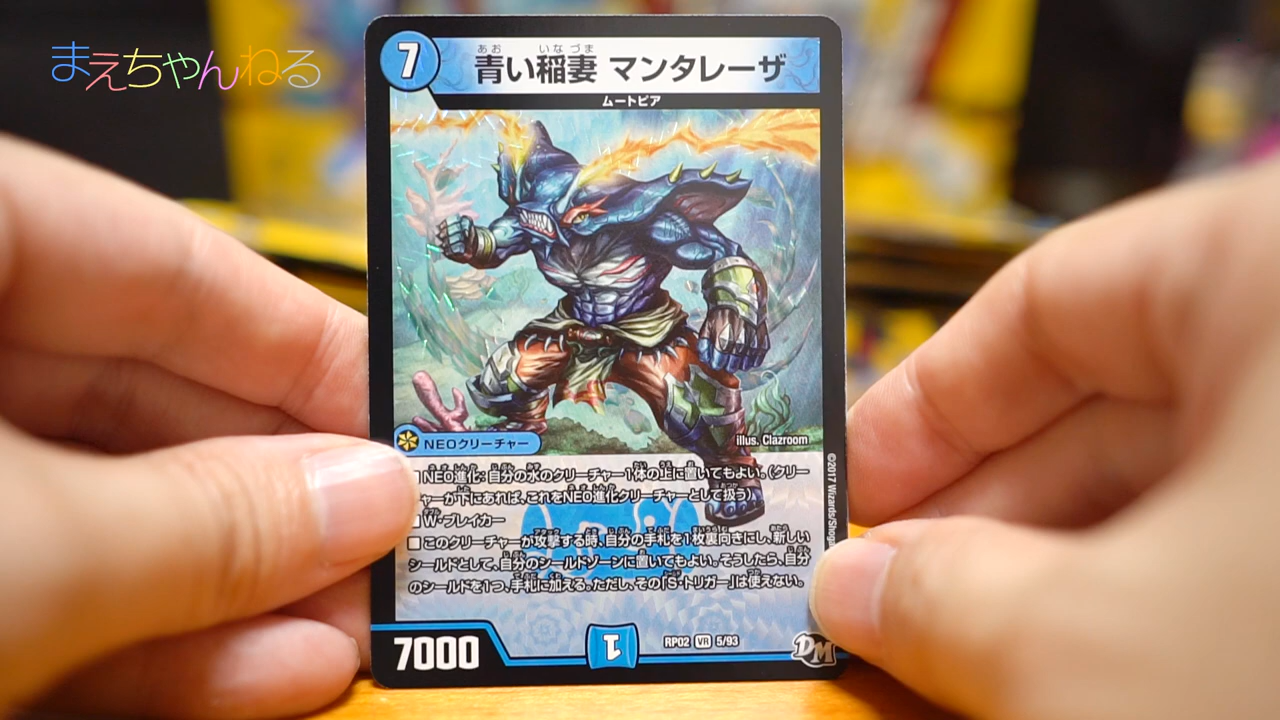 まえちゃんねる
7
あお いなづま
青い稲妻 マンタレーザ
ムートピア
NEOクリーチャー
illus. Clazroom
■NEO進化:自分の水のクリーチャー1体の上に置いてもよい。(クリー
ャーが下にあれば、これをNEO進化クリーチャーとして扱う)
■W・ブレイカー
■このクリーチャーが攻撃する時、自分の手札を1枚裏向きにし、新しい
シールドとして、自分のシールドゾーンに置いてもよい。そうしたら、自分
のシールドを1つ、手札に加える。ただし、その「S・トリガー」は使えない。
©2017 Wizards/Shoga
7000
1
RP02 VR 5/93
DM